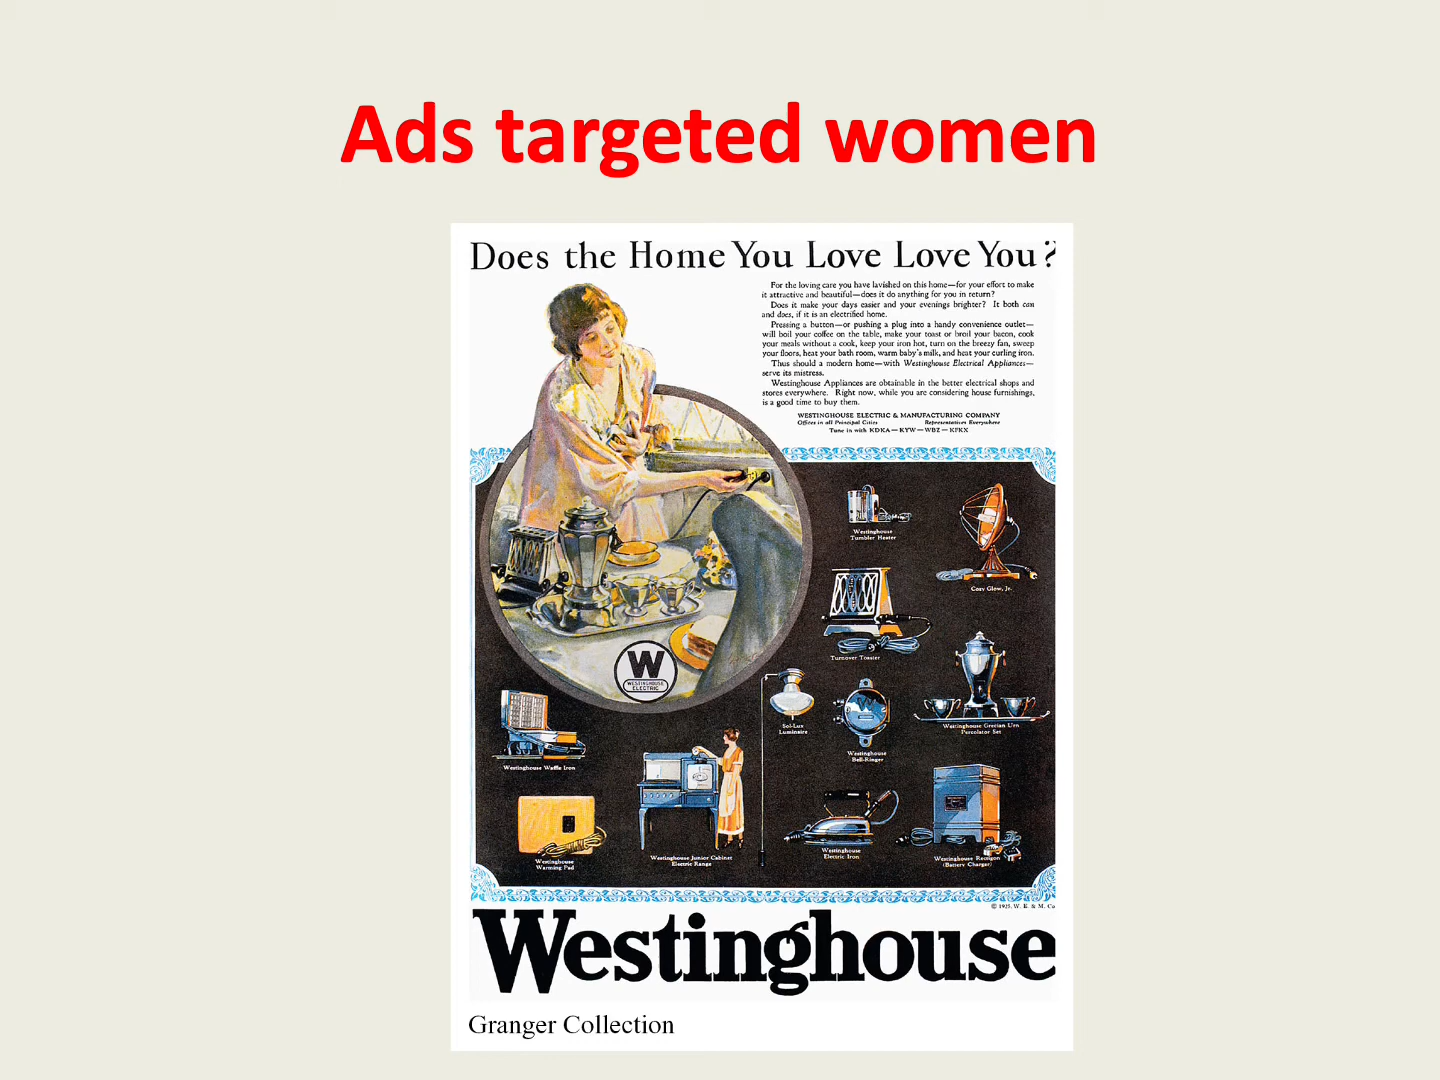 Ads targeted women
Does the Home You Love Love You?
For the loving care you have lavished on this home—for your effort to make
it attractive and beautiful—does it do anything for you in return?
Does it make your days easier and your evenings brighter? It both can
and does, if it is an electrified home.
Pressing a button—or pushing a plug into a handy convenience outlet—
will boil your coffee on the table, make your toast or broil your bacon, cook
your meals without a cook, keep your iron hot, turn on the breezy fan, sweep
your floors, heat your bath room, warm baby's milk, and heat your curling iron.
Thus should a modern home—with Westinghouse Electrical Appliances—
serve its mistress.
Westinghouse Appliances are obtainable in the better electrical shops and
stores everywhere. Right now, while you are considering house furnishings,
is a good time to buy them.
WESTINGHOUSE ELECTRIC & MANUFACTURING COMPANY
Offices in all Principal Cities Representatives Everywhere
Tune in with KDKA — KYW — WBZ — KFKX
Westinghouse
Tumbler Heater
Cozy Glow, Jr.
Turnover Toaster
W
WESTINGHOUSE
ELECTRIC
Sol-Lux
Luminaire
Westinghouse Grecian Urn
Percolator Set
Westinghouse
Bell-Ringer
Westinghouse Waffle Iron
Westinghouse
Warming Pad
Westinghouse Junior Cabinet
Electric Range
Westinghouse
Electric Iron
Westinghouse Rectigon
(Battery Charger)
© 1925, W. E. & M. Co
Westinghouse
Granger Collection